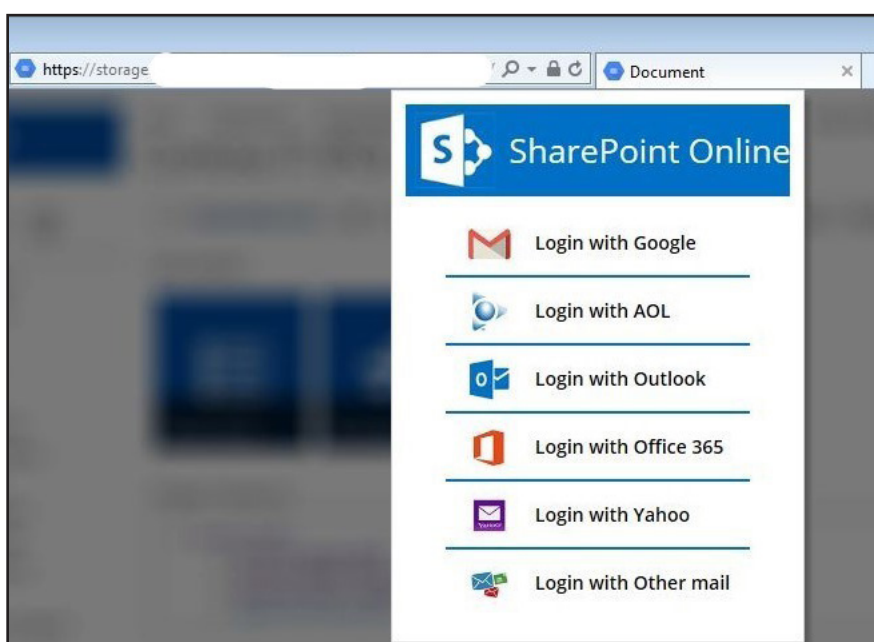 https://storage
Document
S
SharePoint Online
Login with Google
Login with AOL
o
Login with Outlook
Login with Office 365
Login with Yahoo
Login with Other mail